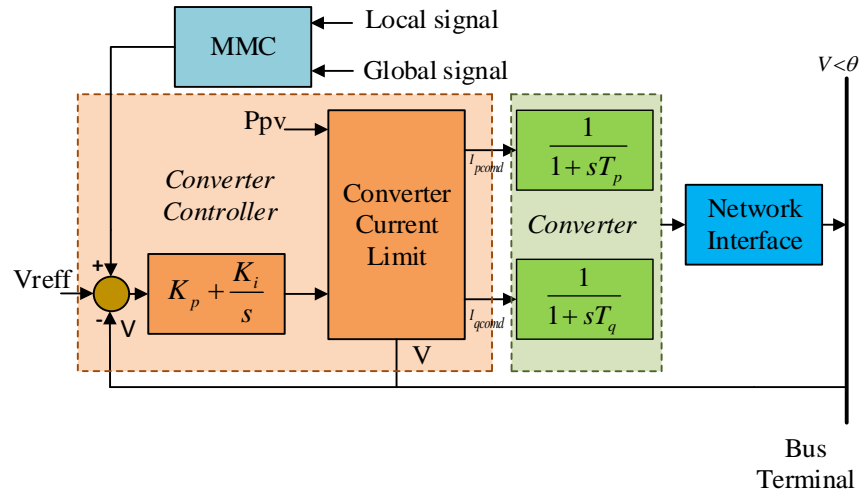 Local signal
MMC
Global signal
V<θ
Ppv
I_pcomd
1
1 + sT_p
Converter
Controller
Converter
Current
Limit
Converter
Network
Interface
+
Vreff
K_p + K_i
s
-
V
I_qcomd
1
1 + sT_q
V
Bus
Terminal